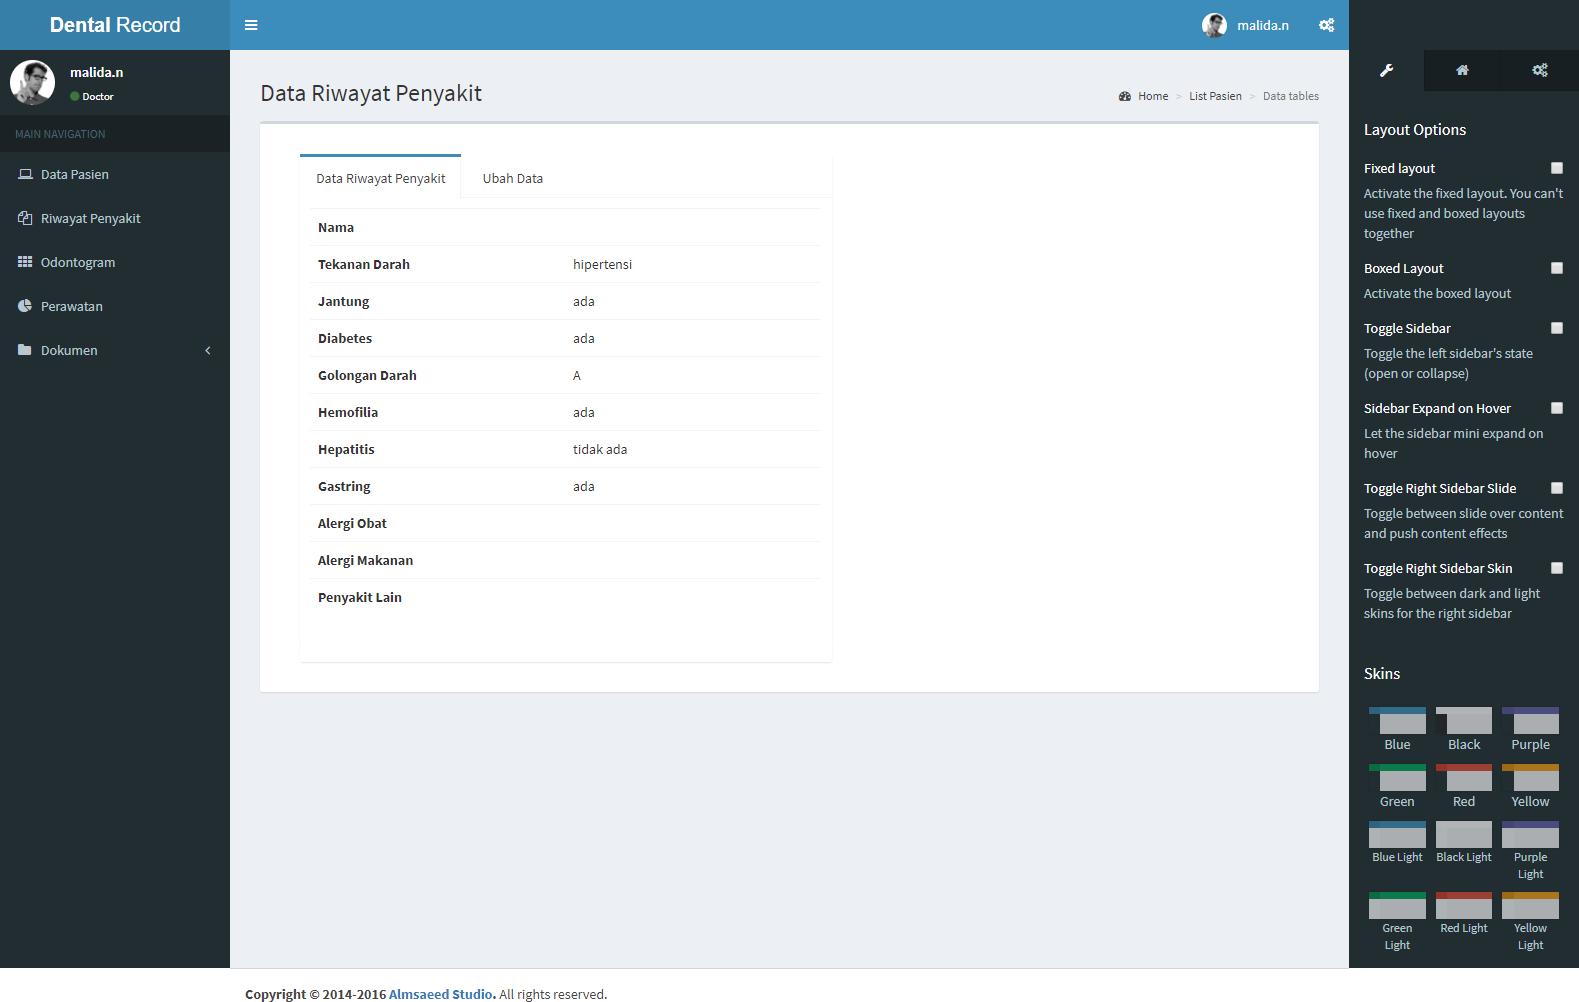 Dental Record
malida.n
malida.n
Doctor
MAIN NAVIGATION
Data Pasien
Riwayat Penyakit
Odontogram
Perawatan
Dokumen
Data Riwayat Penyakit
Home > List Pasien > Data tables
Data Riwayat Penyakit
Ubah Data
Nama
Tekanan Darah hipertensi
Jantung ada
Diabetes ada
Golongan Darah A
Hemofilia ada
Hepatitis tidak ada
Gastring ada
Alergi Obat
Alergi Makanan
Penyakit Lain
Layout Options
Fixed layout
Activate the fixed layout. You can't
use fixed and boxed layouts
together
Boxed Layout
Activate the boxed layout
Toggle Sidebar
Toggle the left sidebar's state
(open or collapse)
Sidebar Expand on Hover
Let the sidebar mini expand on
hover
Toggle Right Sidebar Slide
Toggle between slide over content
and push content effects
Toggle Right Sidebar Skin
Toggle between dark and light
skins for the right sidebar
Skins
Blue Black Purple
Green Red Yellow
Blue Light Black Light Purple
Light
Green Red Light Yellow
Light Light
Copyright © 2014-2016 Almsaeed Studio. All rights reserved.